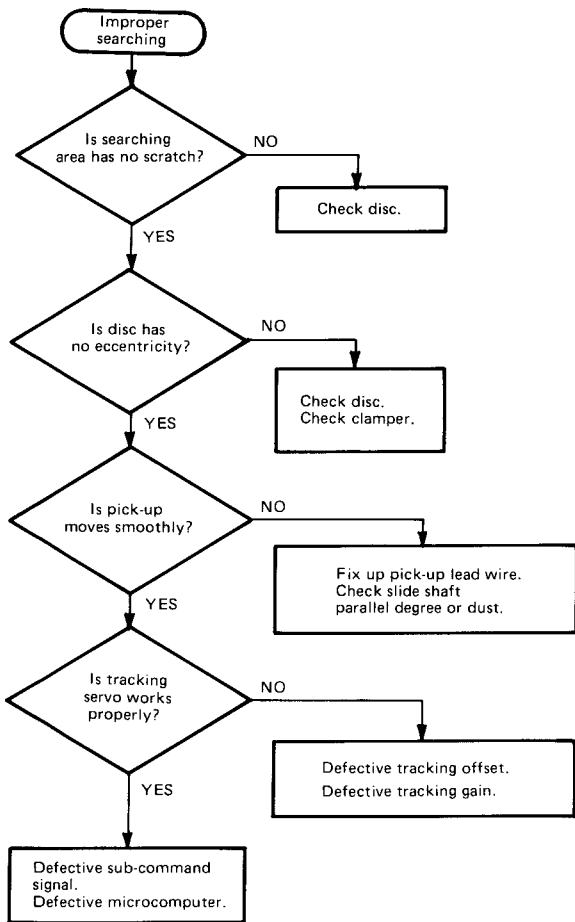 Improper
searching
Is searching
area has no scratch?
NO
Check disc.
YES
Is disc has
no eccentricity?
NO
Check disc.
Check clamper.
YES
Is pick-up
moves smoothly?
NO
Fix up pick-up lead wire.
Check slide shaft
parallel degree or dust.
YES
Is tracking
servo works
properly?
NO
Defective tracking offset.
Defective tracking gain.
YES
Defective sub-command
signal.
Defective microcomputer.